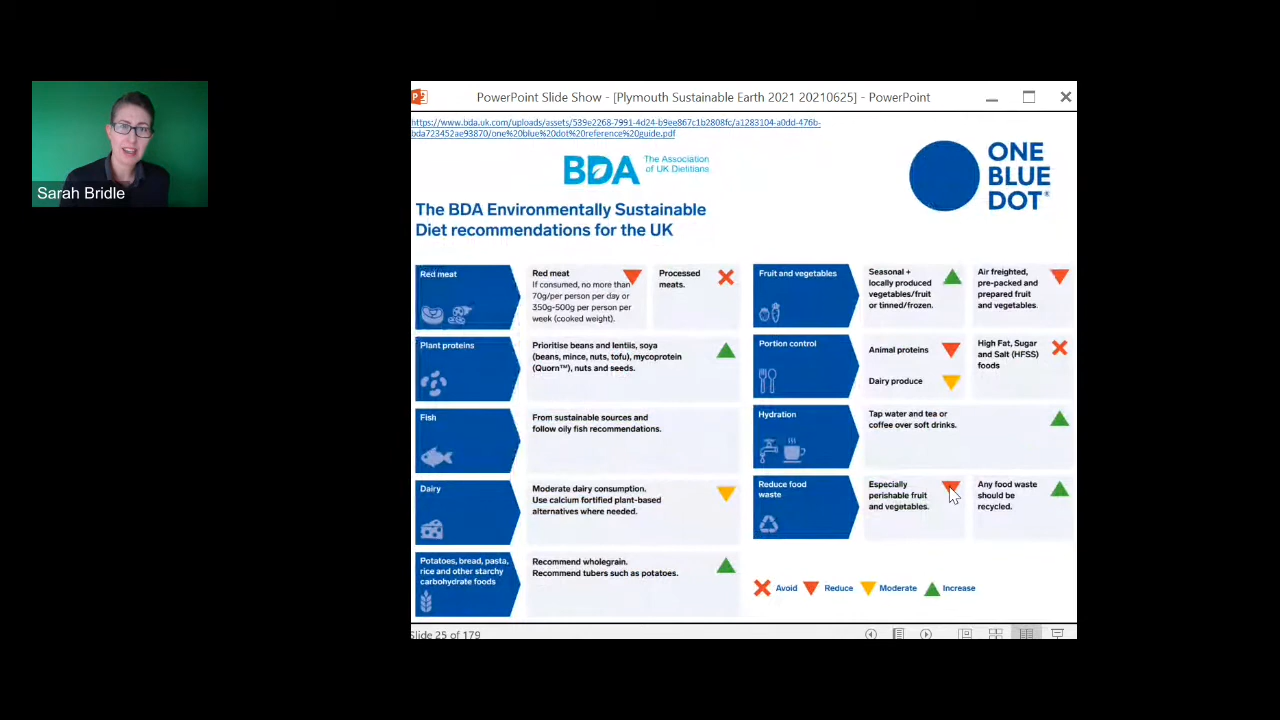 Sarah Bridle
PowerPoint Slide Show - [Plymouth Sustainable Earth 2021 20210625] - PowerPoint
https://www.bda.uk.com/uploads/assets/539e2268-7991-4d24-b9ee867c1b2808fc/a1283104-a0dd-476b-
bda723452ae93870/one%20blue%20dot%20reference%20guide.pdf
BDA
The Association
of UK Dietitians
ONE
BLUE
DOT®
The BDA Environmentally Sustainable
Diet recommendations for the UK
Red meat
Red meat
If consumed, no more than
70g/per person per day or
350g-500g per person per
week (cooked weight).
Processed
meats.
Plant proteins
Prioritise beans and lentils, soya
(beans, mince, nuts, tofu), mycoprotein
(Quorn™), nuts and seeds.
Fish
From sustainable sources and
follow oily fish recommendations.
Dairy
Moderate dairy consumption.
Use calcium fortified plant-based
alternatives where needed.
Potatoes, bread, pasta,
rice and other starchy
carbohydrate foods
Recommend wholegrain.
Recommend tubers such as potatoes.
Fruit and vegetables
Seasonal +
locally produced
vegetables/fruit
or tinned/frozen.
Air freighted,
pre-packed and
prepared fruit
and vegetables.
Portion control
Animal proteins
Dairy produce
High Fat, Sugar
and Salt (HFSS)
foods
Hydration
Tap water and tea or
coffee over soft drinks.
Reduce food
waste
Especially
perishable fruit
and vegetables.
Any food waste
should be
recycled.
Avoid Reduce Moderate Increase
Slide 25 of 179